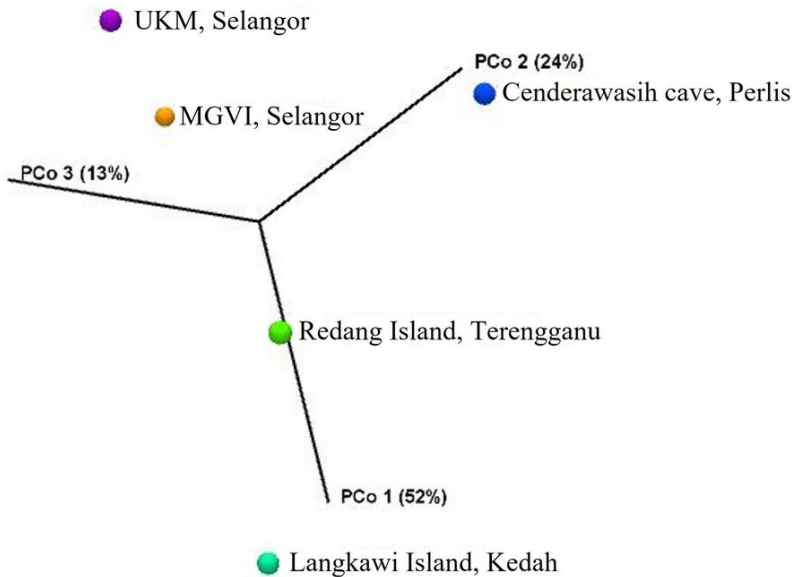 UKM, Selangor
PCo 2 (24%)
Cenderawasih cave, Perlis
MGVI, Selangor
PCo 3 (13%)
Redang Island, Terengganu
PCo 1 (52%)
Langkawi Island, Kedah